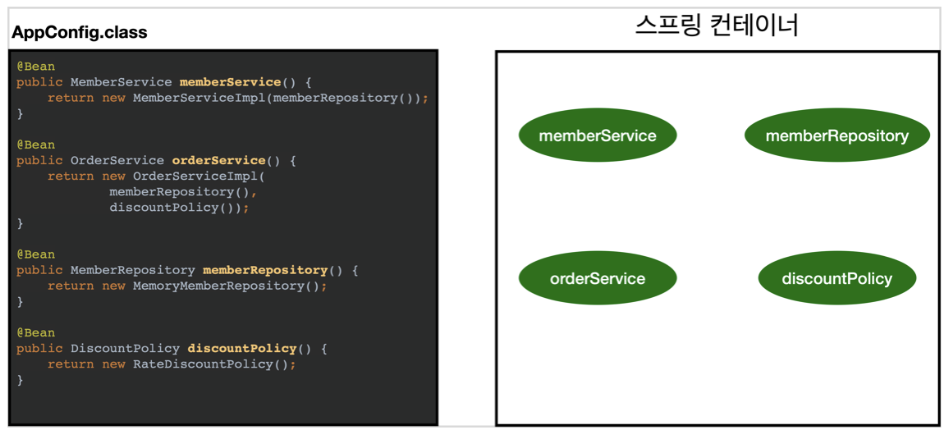 AppConfig.class
@Bean
public MemberService memberService() {
    return new MemberServiceImpl(memberRepository());
}
@Bean
public OrderService orderService() {
    return new OrderServiceImpl(
            memberRepository(),
            discountPolicy());
}
@Bean
public MemberRepository memberRepository() {
    return new MemoryMemberRepository();
}
@Bean
public DiscountPolicy discountPolicy() {
    return new RateDiscountPolicy();
}
스프링 컨테이너
memberService
memberRepository
orderService
discountPolicy